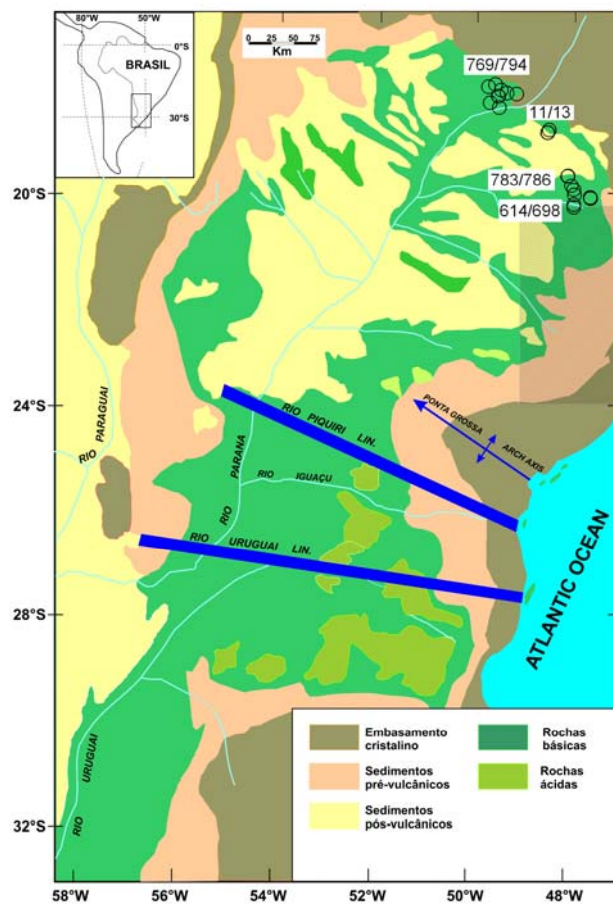 80°W
50°W
BRASIL
0°S
30°S
0 25 50 75
Km
769/794
11/13
783/786
614/698
20°S
24°S
28°S
32°S
RIO PARAGUAI
RIO PIQUIRI LIN.
PONTA GROSSA
ARCH AXIS
RIO PARANA
RIO IGUAÇU
RIO URUGUAI LIN.
ATLANTIC OCEAN
RIO URUGUAI
Embasamento
cristalino
Rochas
básicas
Sedimentos
pré-vulcânicos
Rochas
ácidas
Sedimentos
pós-vulcânicos
58°W
56°W
54°W
52°W
50°W
48°W